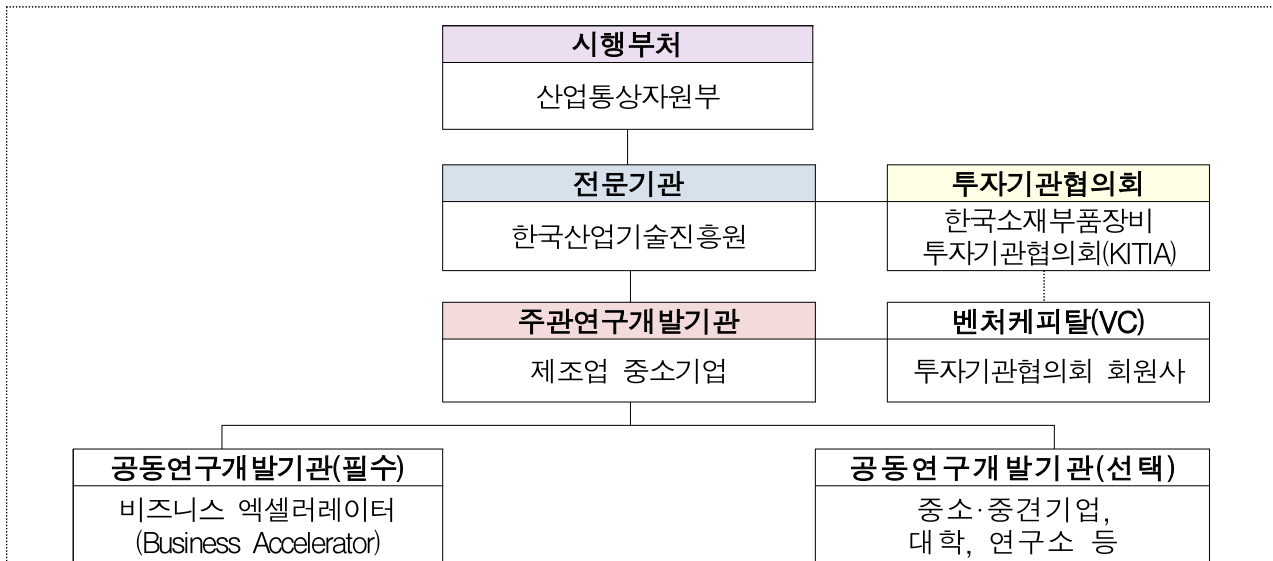 시행부처
산업통상자원부
전문기관
한국산업기술진흥원
투자기관협의회
한국소재부품장비
투자기관협의회(KITIA)
주관연구개발기관
제조업 중소기업
벤처케피탈(VC)
투자기관협의회 회원사
공동연구개발기관(필수)
비즈니스 엑셀러레이터
(Business Accelerator)
공동연구개발기관(선택)
중소·중견기업,
대학, 연구소 등